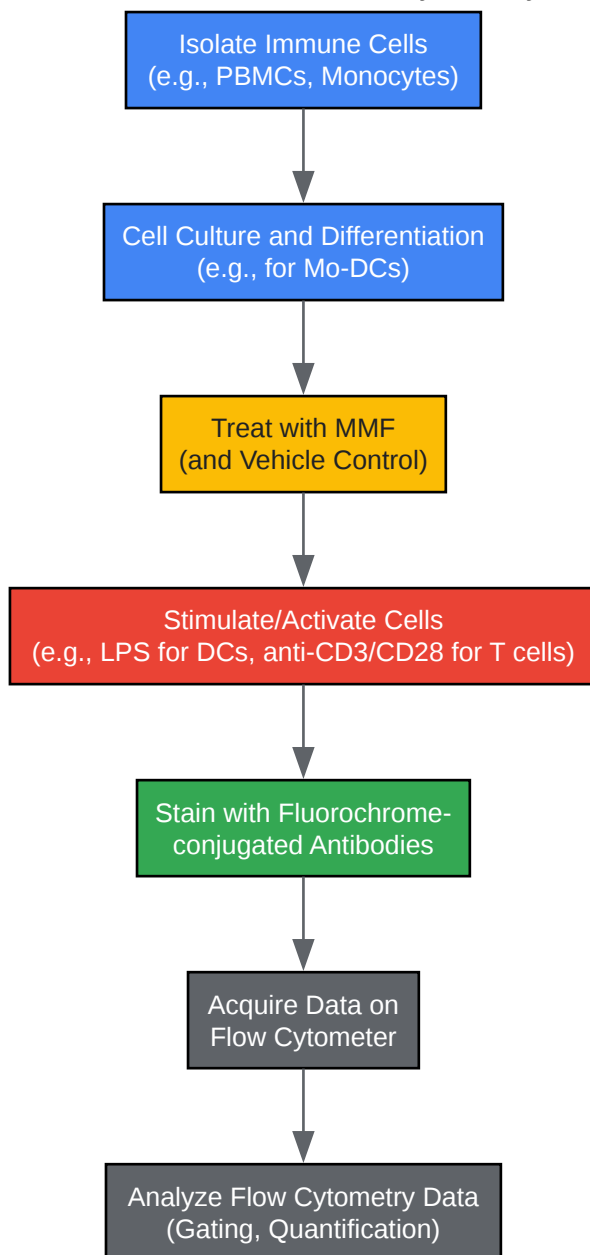 Isolate Immune Cells
(e.g., PBMCs, Monocytes)
Cell Culture and Differentiation
(e.g., for Mo-DCs)
Treat with MMF
(and Vehicle Control)
Stimulate/Activate Cells
(e.g., LPS for DCs, anti-CD3/CD28 for T cells)
Stain with Fluorochrome-
conjugated Antibodies
Acquire Data on
Flow Cytometer
Analyze Flow Cytometry Data
(Gating, Quantification)